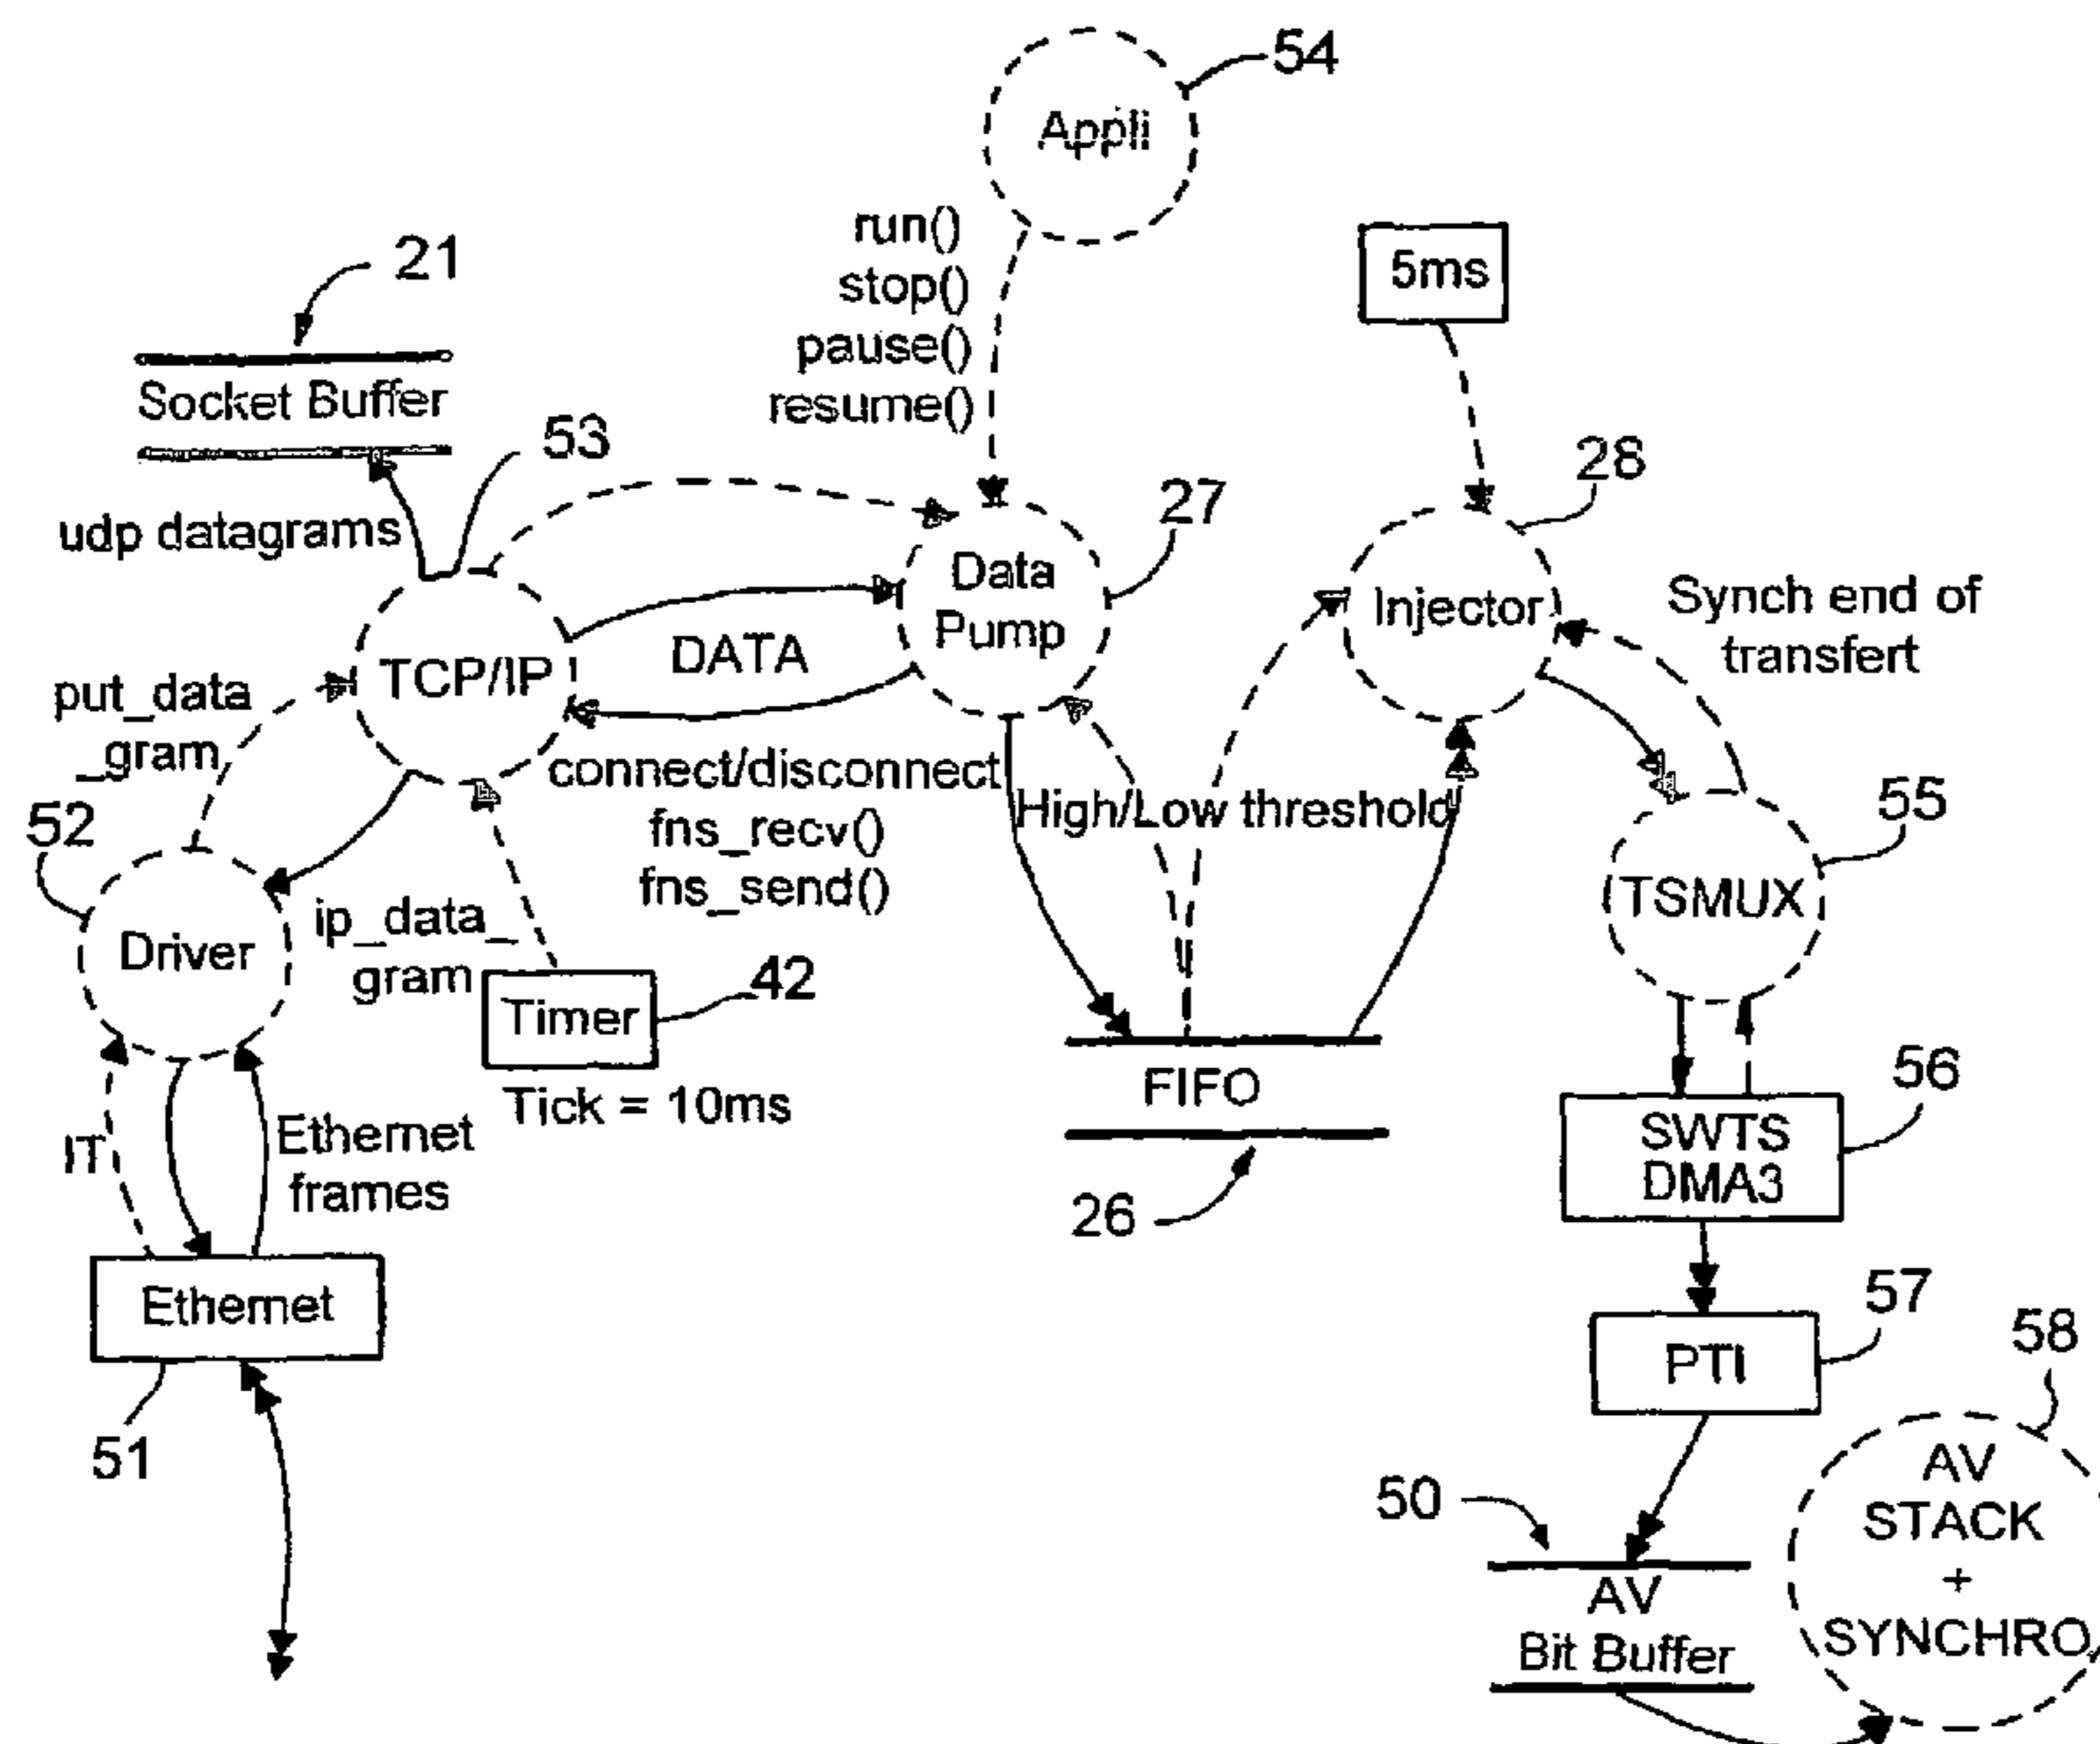 54
Appli
run()
stop()
pause()
resume()
5ms
21
Socket Buffer
53
udp datagrams
28
27
Data
Pump
Injector
Synch end of
transfert
TCP/IP
DATA
put_data
_gram
connect/disconnect
fns_recv()
fns_send()
High/Low threshold
52
55
TSMUX
Driver
ip_data_
gram
42
Timer
Tick = 10ms
FIFO
26
56
SWTS
DMA3
IT
Ethernet
frames
Ethernet
51
57
PTI
58
AV
STACK
+
SYNCHRO
50
AV
Bit Buffer